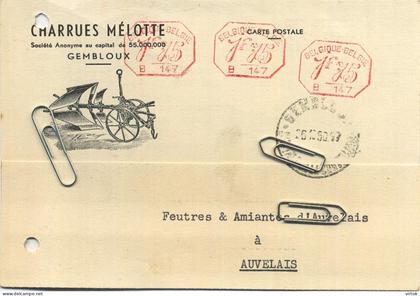 CHARRUES MÉLOTTE
Société Anonyme au capital de 55.000.000
GEMBLOUX
CARTE POSTALE
BELGIQUE-BELGIË
1F75
B 147
BELGIQUE-BELGIË
1F75
B 147
BELGIQUE-BELGIË
1F75
B 147
Feutres & Amiantes d'Auvelais
à
AUVELAIS